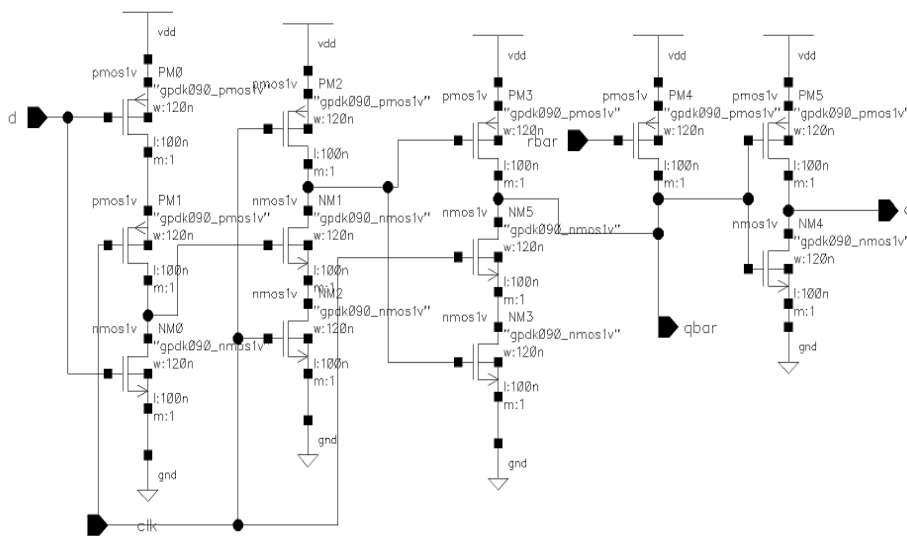 vdd
pmos1v PM0
"gpdk090_pmos1v"
w:120n
l:100n
m:1
d
pmos1v PM1
"gpdk090_pmos1v"
w:120n
l:100n
m:1
nmos1v NM0
"gpdk090_nmos1v"
w:120n
l:100n
m:1
gnd
clk
vdd
pmos1v PM2
"gpdk090_pmos1v"
w:120n
l:100n
m:1
nmos1v NM1
"gpdk090_nmos1v"
w:120n
l:100n
m:1
nmos1v NM2
"gpdk090_nmos1v"
w:120n
l:100n
m:1
gnd
vdd
pmos1v PM3
"gpdk090_pmos1v"
w:120n
l:100n
m:1
nmos1v NM5
"gpdk090_nmos1v"
w:120n
l:100n
m:1
nmos1v NM3
"gpdk090_nmos1v"
w:120n
l:100n
m:1
gnd
vdd
pmos1v PM4
"gpdk090_pmos1v"
w:120n
l:100n
m:1
rbar
qbar
vdd
pmos1v PM5
"gpdk090_pmos1v"
w:120n
l:100n
m:1
nmos1v NM4
"gpdk090_nmos1v"
w:120n
l:100n
m:1
gnd